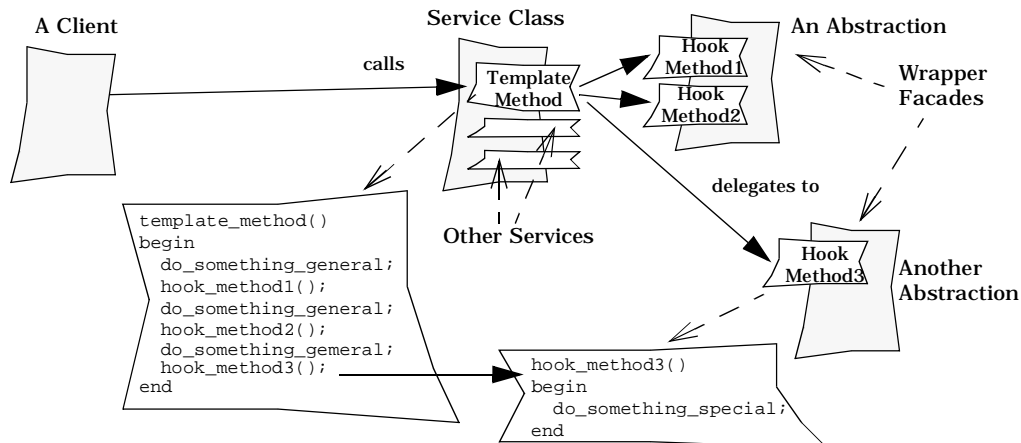 A Client
Service Class
An Abstraction
calls
Template
Method
Hook
Method1
Hook
Method2
Wrapper
Facades
delegates to
Other Services
Hook
Method3
Another
Abstraction
template_method()
begin
do_something_general;
hook_method1();
do_something_general;
hook_method2();
do_something_gemeral;
hook_method3();
end
hook_method3()
begin
do_something_special;
end